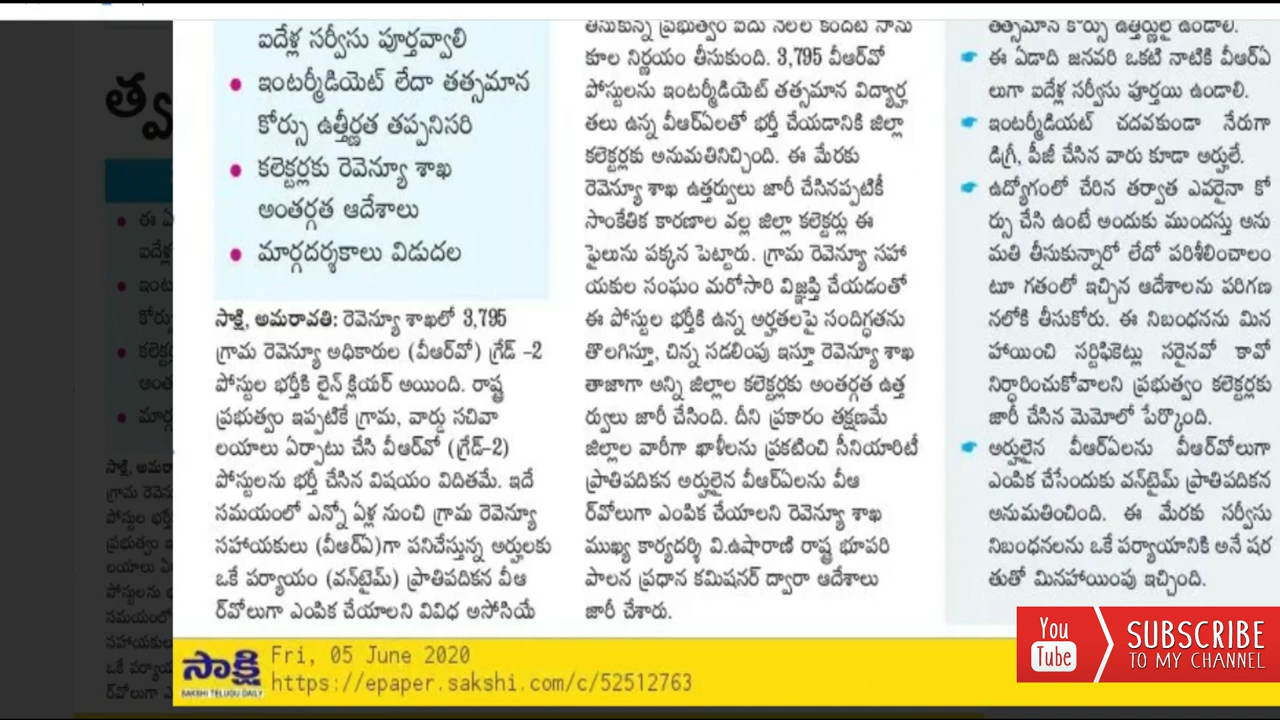 ఐదేళ్ల సర్వీసు పూర్తవ్వాలి
• ఇంటర్మీడియెట్ లేదా తత్సమాన
కోర్సు ఉత్తీర్ణత తప్పనిసరి
• కలెక్టర్లకు రెవెన్యూ శాఖ
అంతర్గత ఆదేశాలు
• మార్గదర్శకాలు విడుదల
సాక్షి, అమరావతి: రెవెన్యూ శాఖలో 3,795
గ్రామ రెవెన్యూ అధికారుల (వీఆర్‌వో) గ్రేడ్ -2
పోస్టుల భర్తీకి లైన్ క్లియర్ అయింది. రాష్ట్ర
ప్రభుత్వం ఇప్పటికే గ్రామ, వార్డు సచివా
లయాలు ఏర్పాటు చేసి వీఆర్‌వో (గ్రేడ్-2)
పోస్టులను భర్తీ చేసిన విషయం విదితమే. ఇదే
సమయంలో ఎన్నో ఏళ్ల నుంచి గ్రామ రెవెన్యూ
సహాయకులు (వీఆర్ఏ)గా పనిచేస్తున్న అర్హులకు
ఒకే పర్యాయం (వన్‌టైమ్) ప్రాతిపదికన వీఆ
ర్‌వోలుగా ఎంపిక చేయాలని వివిధ అసోసియే
తీసుకున్న ప్రభుత్వం ఐదు నెలల కిందట సాను
కూల నిర్ణయం తీసుకుంది. 3,795 వీఆర్‌వో
పోస్టులను ఇంటర్మీడియెట్ తత్సమాన విద్యార్హ
తలు ఉన్న వీఆర్ఏలతో భర్తీ చేయడానికి జిల్లా
కలెక్టర్లకు అనుమతినిచ్చింది. ఈ మేరకు
రెవెన్యూ శాఖ ఉత్తర్వులు జారీ చేసినప్పటికీ
సాంకేతిక కారణాల వల్ల జిల్లా కలెక్టర్లు ఈ
ఫైలును పక్కన పెట్టారు. గ్రామ రెవెన్యూ సహా
యకుల సంఘం మరోసారి విజ్ఞప్తి చేయడంతో
ఈ పోస్టుల భర్తీకి ఉన్న అర్హతలపై సందిగ్ధతను
తొలగిస్తూ, చిన్న సడలింపు ఇస్తూ రెవెన్యూ శాఖ
తాజాగా అన్ని జిల్లాల కలెక్టర్లకు అంతర్గత ఉత్త
ర్వులు జారీ చేసింది. దీని ప్రకారం తక్షణమే
జిల్లాల వారీగా ఖాళీలను ప్రకటించి సీనియారిటీ
ప్రాతిపదికన అర్హులైన వీఆర్ఏలను వీఆ
ర్‌వోలుగా ఎంపిక చేయాలని రెవెన్యూ శాఖ
ముఖ్య కార్యదర్శి వి.ఉషారాణి రాష్ట్ర భూపరి
పాలన ప్రధాన కమిషనర్ ద్వారా ఆదేశాలు
జారీ చేశారు.
తత్సమాన కోర్సు ఉత్తీర్ణులై ఉండాలి.
ఈ ఏడాది జనవరి ఒకటి నాటికి వీఆర్ఏ
లుగా ఐదేళ్ల సర్వీసు పూర్తయి ఉండాలి.
ఇంటర్మీడియట్ చదవకుండా నేరుగా
డిగ్రీ, పీజీ చేసిన వారు కూడా అర్హులే.
ఉద్యోగంలో చేరిన తర్వాత ఎవరైనా కో
ర్సు చేసి ఉంటే అందుకు ముందస్తు అను
మతి తీసుకున్నారో లేదో పరిశీలించాలం
టూ గతంలో ఇచ్చిన ఆదేశాలను పరిగణ
నలోకి తీసుకోరు. ఈ నిబంధనను మిన
హాయించి సర్టిఫికెట్లు సరైనవో కావో
నిర్ధారించుకోవాలని ప్రభుత్వం కలెక్టర్లకు
జారీ చేసిన మెమోలో పేర్కొంది.
అర్హులైన వీఆర్ఏలను వీఆర్‌వోలుగా
ఎంపిక చేసేందుకు వన్‌టైమ్ ప్రాతిపదికన
అనుమతించింది. ఈ మేరకు సర్వీసు
నిబంధనలను ఒకే పర్యాయానికి అనే షర
తుతో మినహాయింపు ఇచ్చింది.
సాక్షి
SAKSHI TELUGU DAILY
Fri, 05 June 2020
https://epaper.sakshi.com/c/52512763
You
Tube
SUBSCRIBE
TO MY CHANNEL